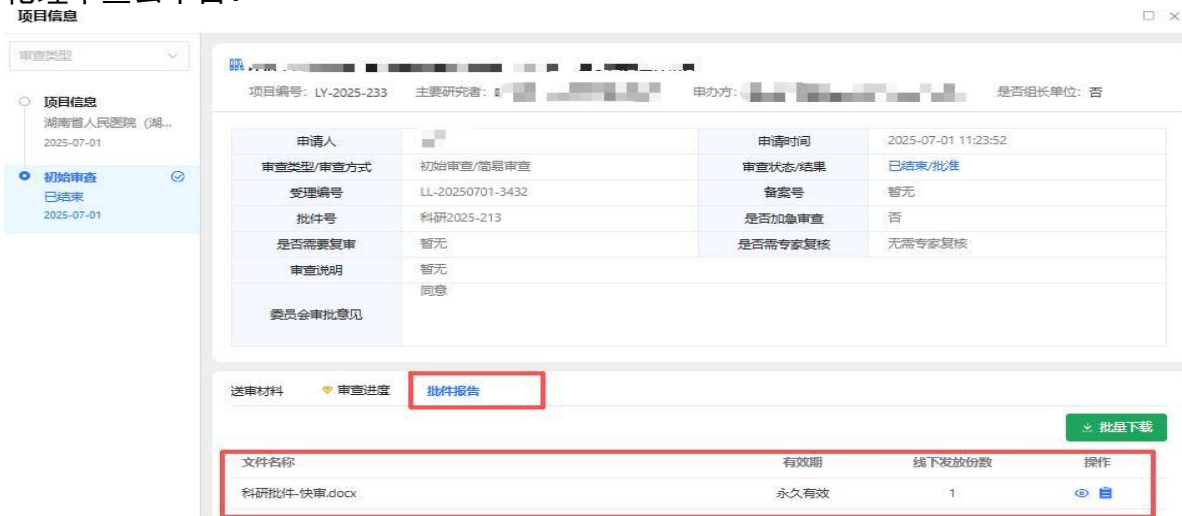 项目信息
审查类型
项目信息
湖南省人民医院（湖...
2025-07-01
初始审查
已结束
2025-07-01
项目编号：LY-2025-233 主要研究者： 申办方： 是否组长单位：否
申请人 申请时间 2025-07-01 11:23:52
审查类型/审查方式 初始审查/简易审查 审查状态/结果 已结束/批准
受理编号 LL-20250701-3432 备案号 暂无
批件号 科研2025-213 是否加急审查 否
是否需要复审 暂无 是否需专家复核 无需专家复核
审查说明 暂无
委员会审批意见 同意
送审材料 审查进度 批件报告
批量下载
文件名称 有效期 线下发放份数 操作
科研批件-快审.docx 永久有效 1